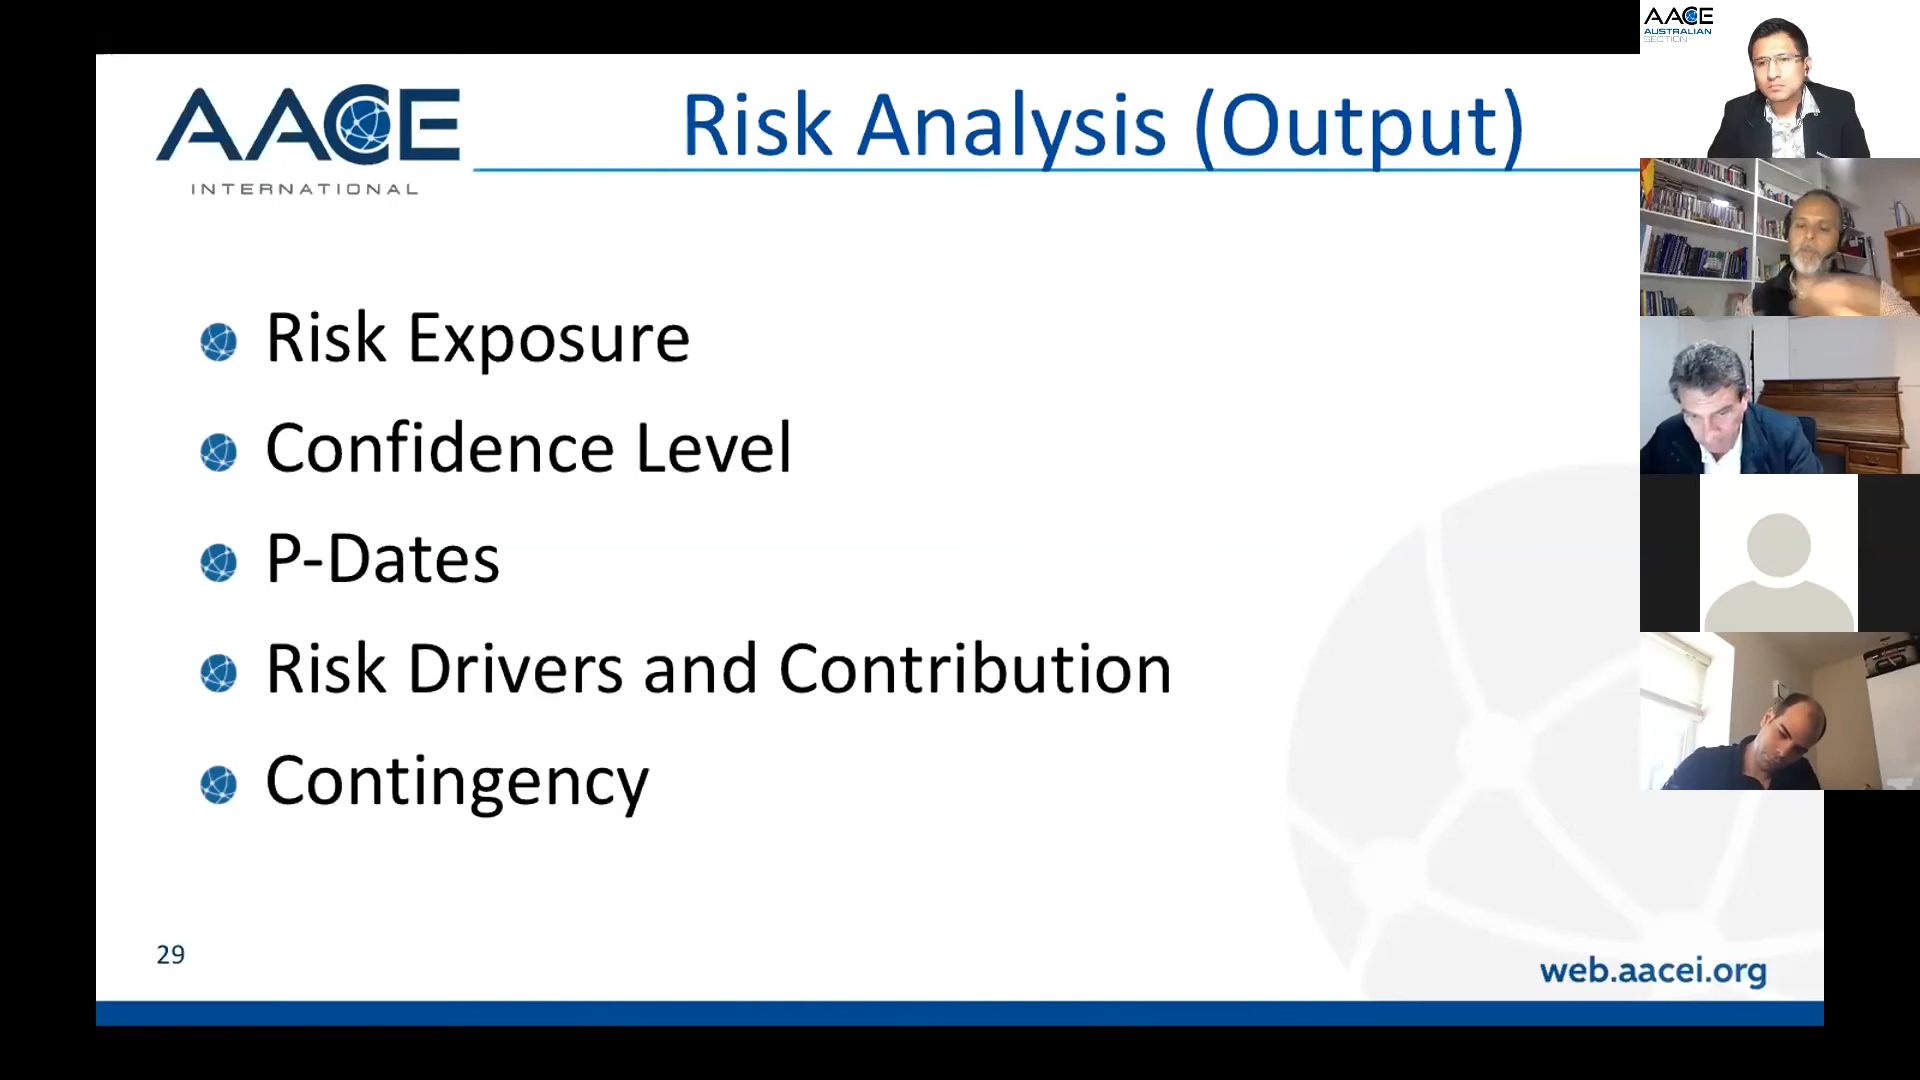 AACE
INTERNATIONAL
Risk Analysis (Output)
Risk Exposure
Confidence Level
P-Dates
Risk Drivers and Contribution
Contingency
29
web.aacei.org
AACE
AUSTRALIAN
SECTION